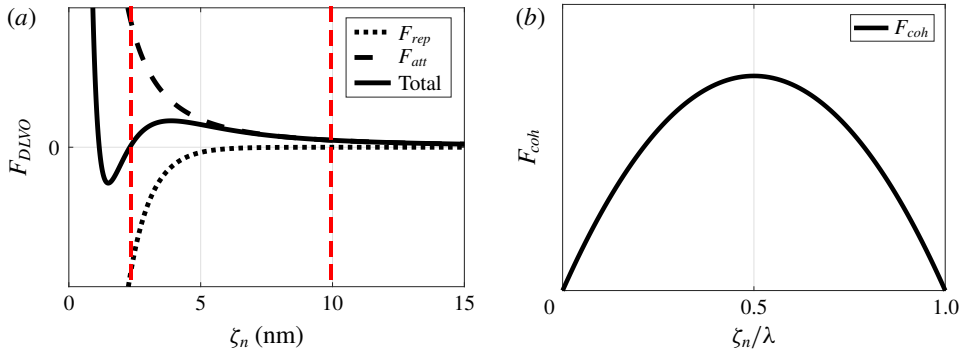 (a)
F_rep
F_att
Total
F_DLVO
0
0
5
10
15
ζ_n (nm)
(b)
F_coh
F_coh
0
0.5
1.0
ζ_n/λ